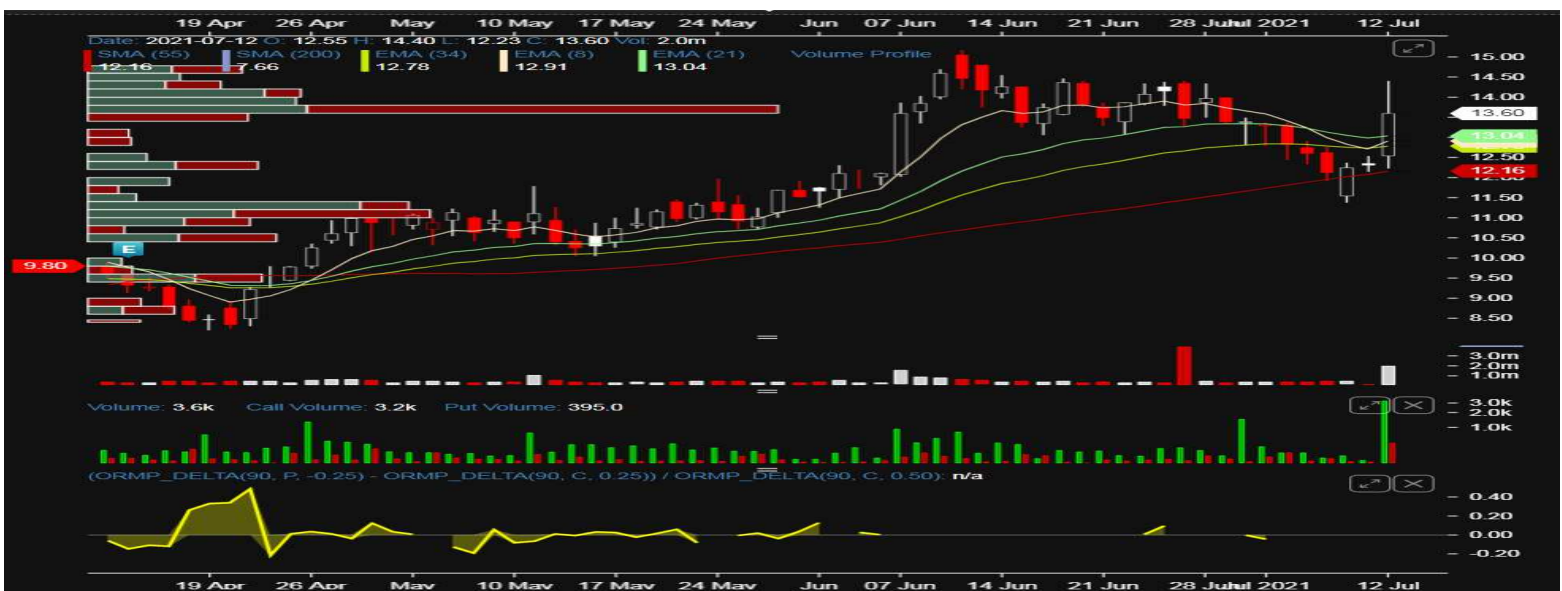 19 Apr 26 Apr May 10 May 17 May 24 May Jun 07 Jun 14 Jun 21 Jun 28 Jun 2021 12 Jul
Date: 2021-07-12 O: 12.55 H: 14.40 L: 12.23 C: 13.60 Vol: 2.0m
SMA (55) SMA (200) EMA (34) EMA (8) EMA (21) Volume Profile
12.16 7.66 12.78 12.91 13.04
15.00
14.50
14.00
13.60
13.04
12.50
12.16
11.50
11.00
10.50
E
10.00
9.80
9.50
9.00
8.50
3.0m
2.0m
1.0m
Volume: 3.6k Call Volume: 3.2k Put Volume: 395.0
3.0k
2.0k
1.0k
(ORMP_DELTA(90, P, -0.25) - ORMP_DELTA(90, C, 0.25)) / ORMP_DELTA(90, C, 0.50): n/a
0.40
0.20
0.00
-0.20
19 Apr 26 Apr May 10 May 17 May 24 May Jun 07 Jun 14 Jun 21 Jun 28 Jun 2021 12 Jul